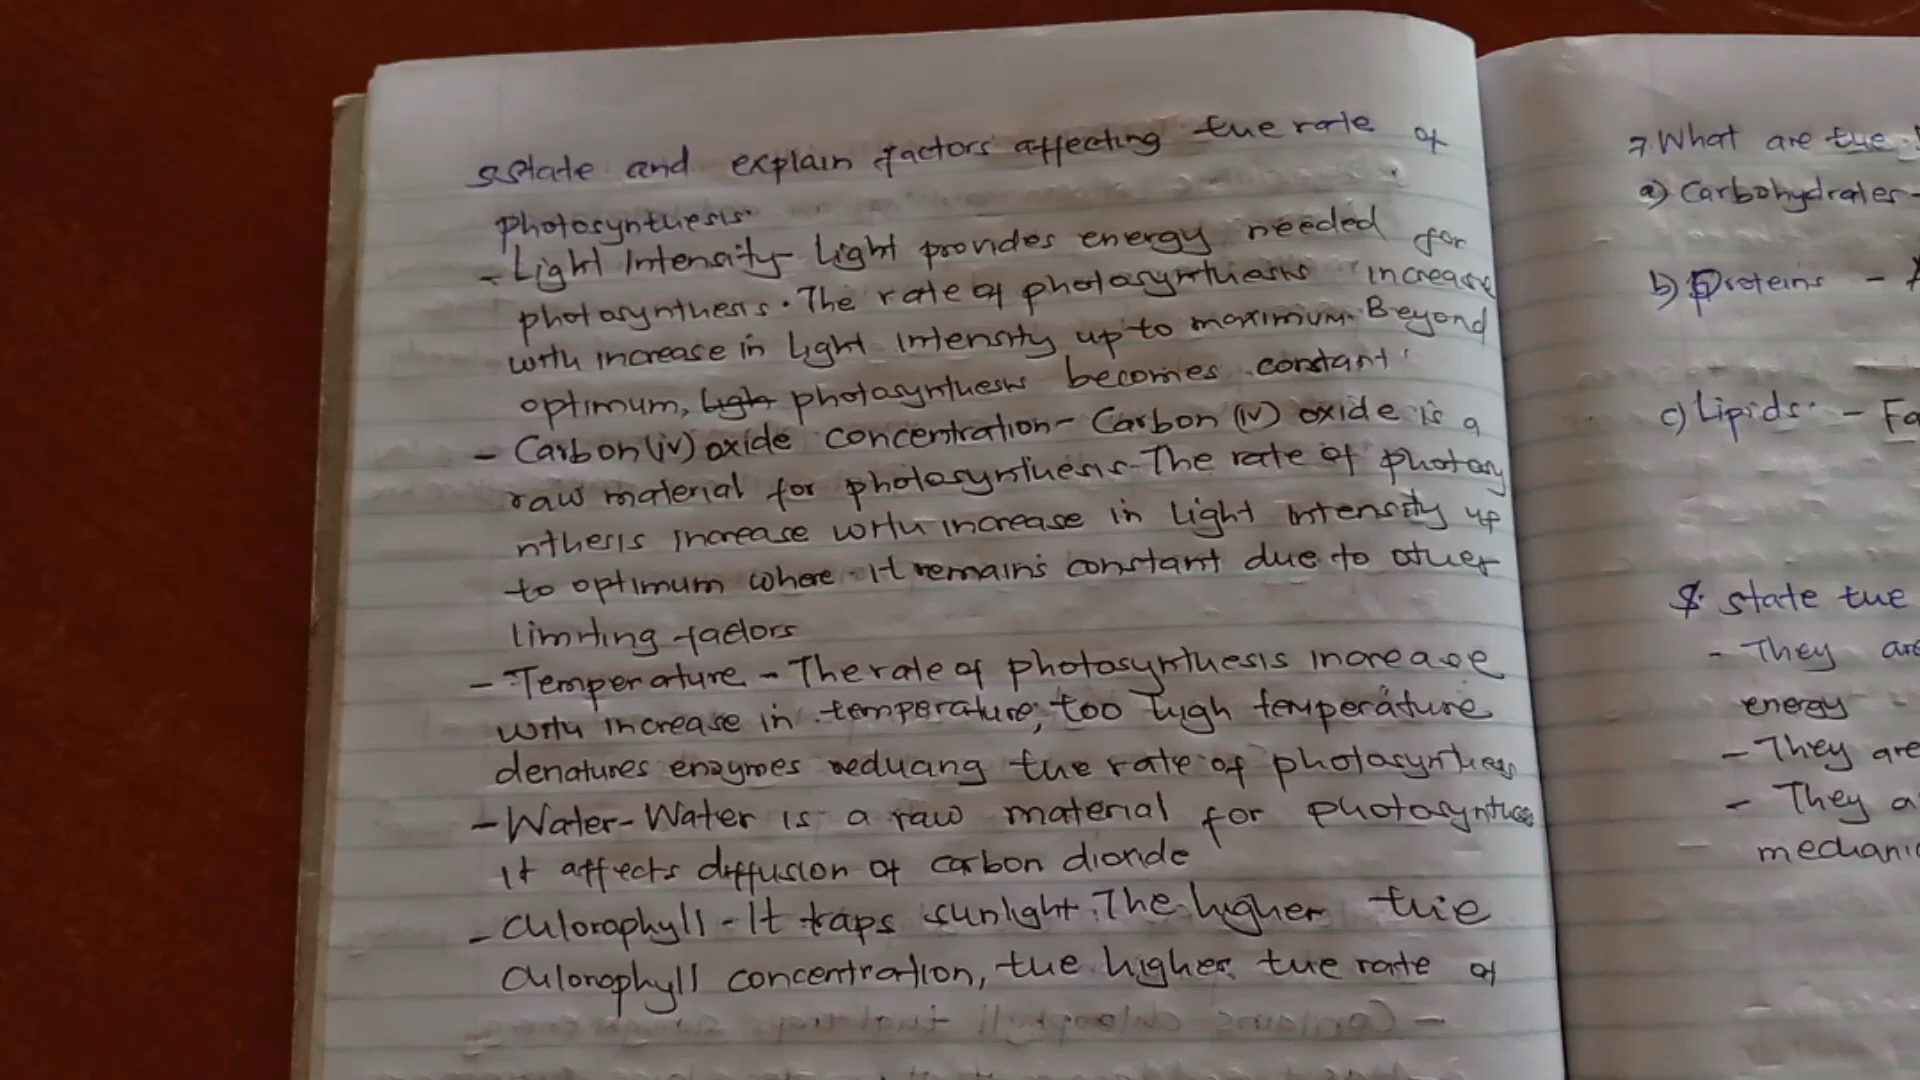 5. State and explain factors affecting the rate of
photosynthesis.
- Light Intensity - Light provides energy needed for
photosynthesis. The rate of photosynthesis increase
with increase in light intensity up to maximum. Beyond
optimum, Ligh photosynthesis becomes constant
- Carbon (iv) oxide concentration - Carbon (iv) oxide is a
raw material for photosynthesis. The rate of photosy
nthesis increase with increase in light intensity up
to optimum where it remains constant due to other
limiting factors
- Temperature - The rate of photosynthesis increase
with increase in temperature, too high temperature
denatures enzymes reducing the rate of photosynthesis
- Water - Water is a raw material for photosynthesis
it affects diffusion of carbon dioxide
- Chlorophyll - It traps sunlight. The higher the
chlorophyll concentration, the higher the rate of
7 What are the
a) Carbohydrates -
b) Proteins -
c) Lipids. - Fa
8. State the
- They are
energy
- They are
- They a
mechanic